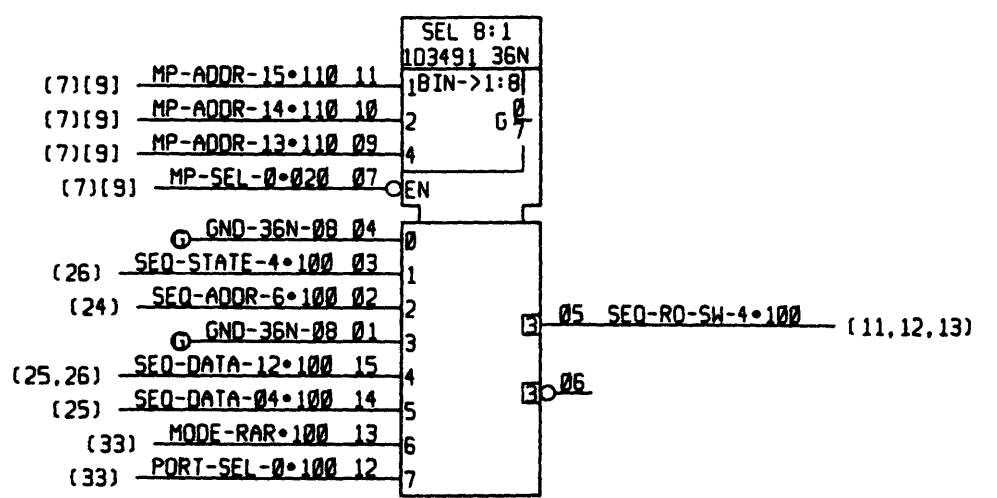 SEL 8:1
1D3491 36N
(7)[9] MP-ADDR-15•110 11 1 BIN->1:8
(7)[9] MP-ADDR-14•110 10 2 G 0/7
(7)[9] MP-ADDR-13•110 09 4
(7)[9] MP-SEL-0•020 07 EN
G GND-36N-08 04 0
(26) SEQ-STATE-4•100 03 1
(24) SEQ-ADDR-6•100 02 2
3 05 SEQ-RO-SW-4•100 (11,12,13)
G GND-36N-08 01 3
(25,26) SEQ-DATA-12•100 15 4
3 06
(25) SEQ-DATA-04•100 14 5
(33) MODE-RAR•100 13 6
(33) PORT-SEL-0•100 12 7